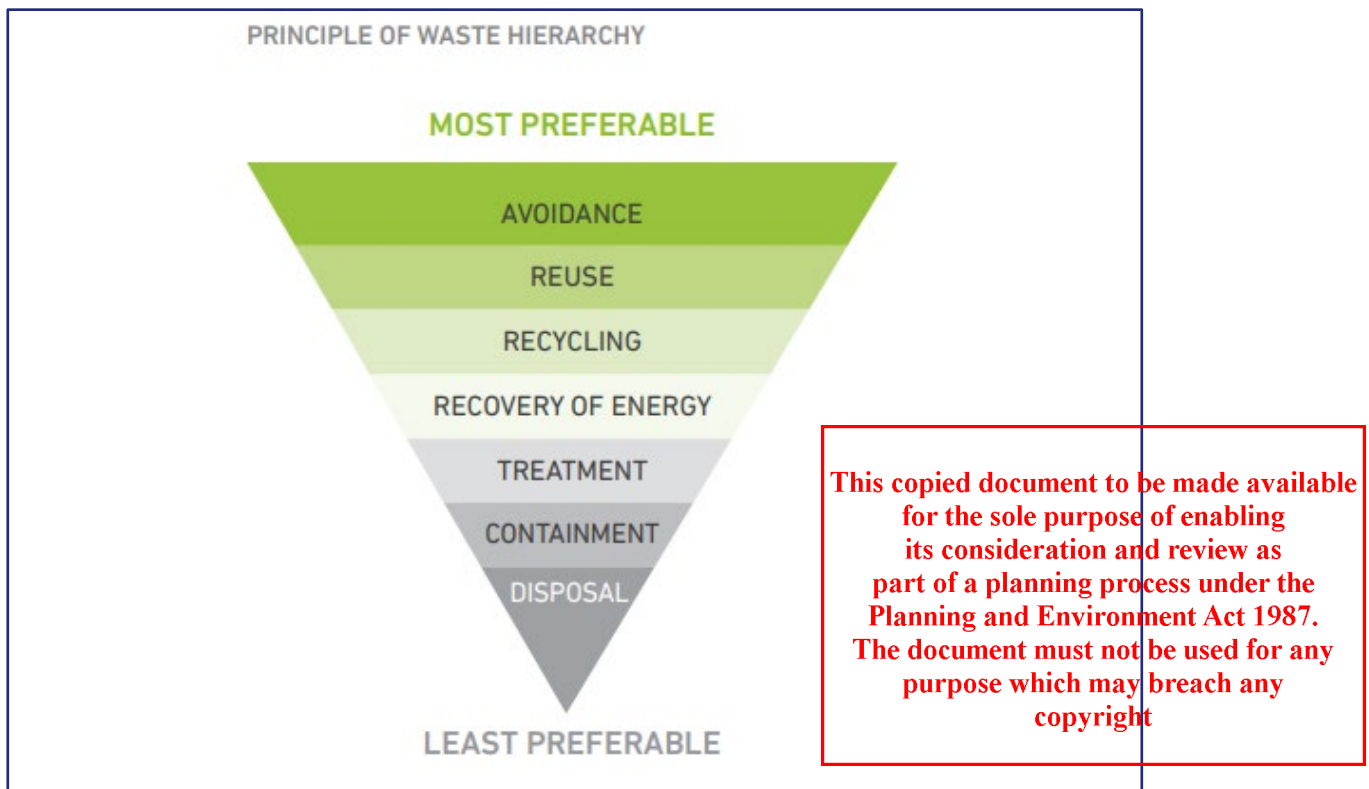 PRINCIPLE OF WASTE HIERARCHY
MOST PREFERABLE
AVOIDANCE
REUSE
RECYCLING
RECOVERY OF ENERGY
TREATMENT
CONTAINMENT
DISPOSAL
LEAST PREFERABLE
This copied document to be made available
for the sole purpose of enabling
its consideration and review as
part of a planning process under the
Planning and Environment Act 1987.
The document must not be used for any
purpose which may breach any
copyright